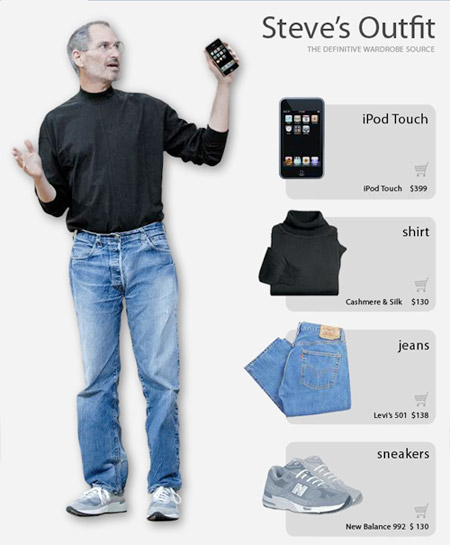 Steve's Outfit
THE DEFINITIVE WARDROBE SOURCE
iPod Touch
iPod Touch $399
shirt
Cashmere & Silk $130
jeans
Levi's 501 $138
sneakers
N
New Balance 992 $ 130